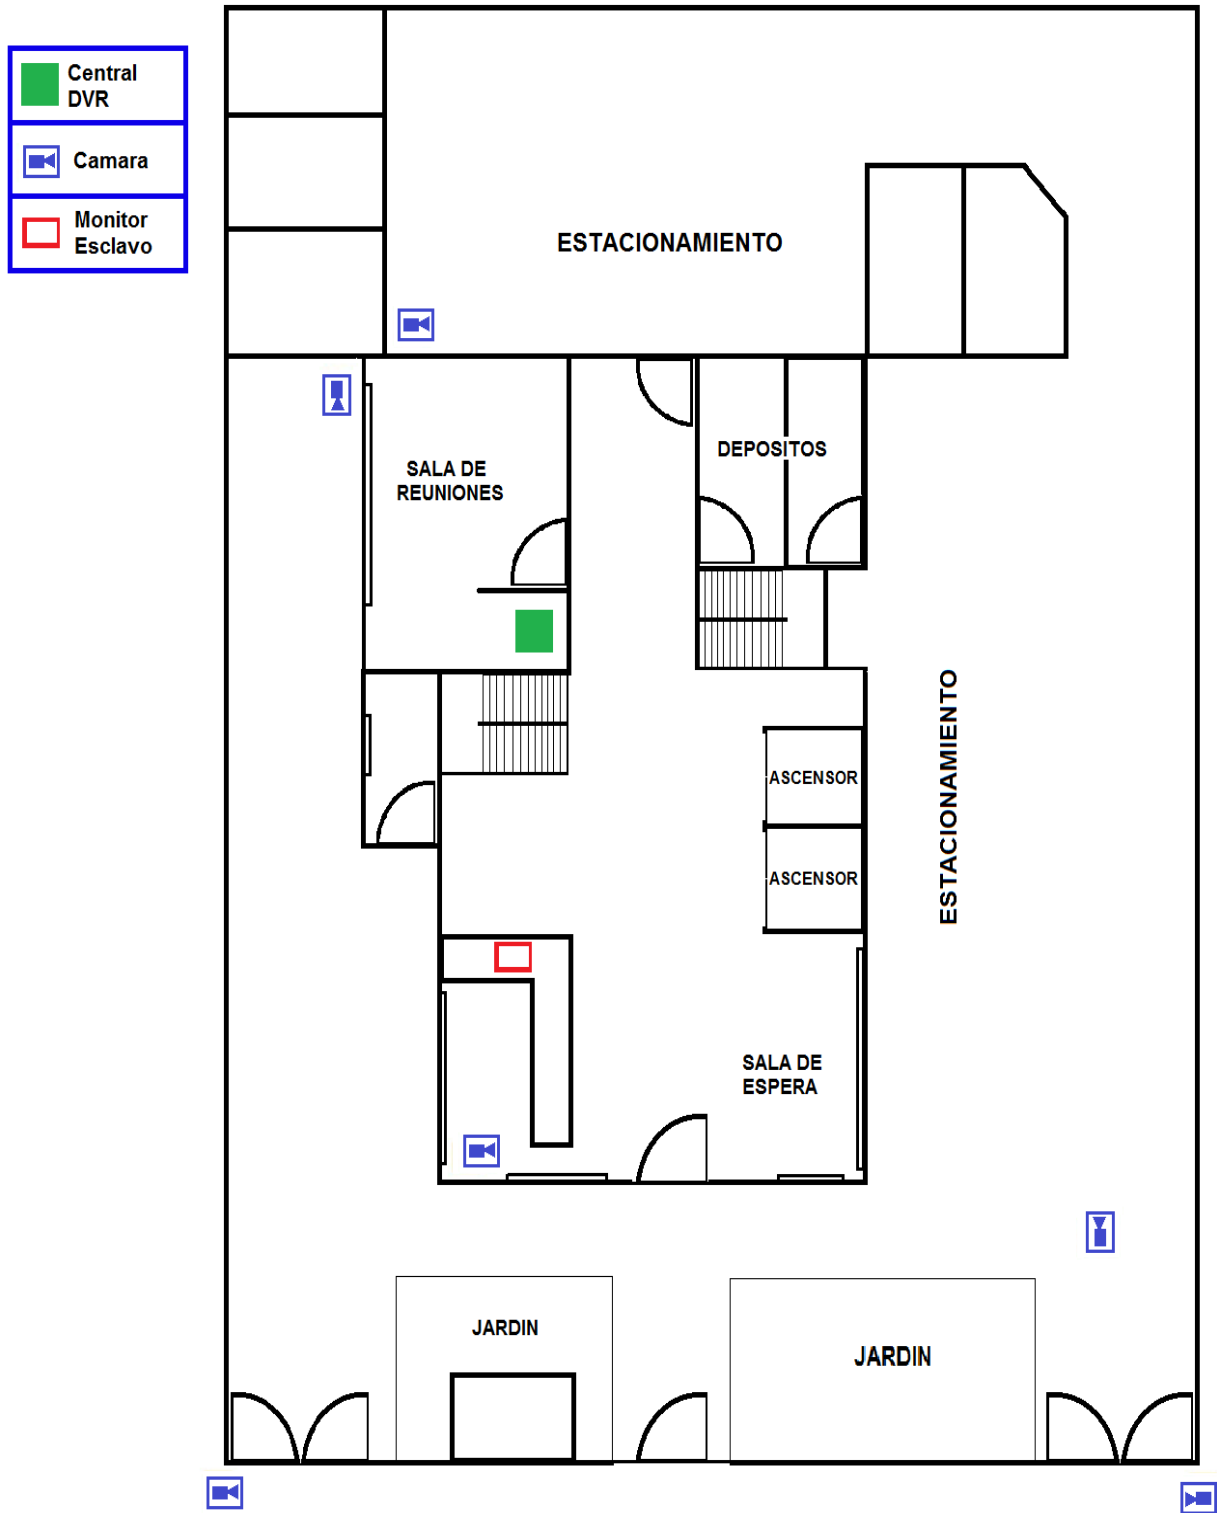 Central
DVR
Camara
Monitor
Esclavo
ESTACIONAMIENTO
SALA DE
REUNIONES
DEPOSITOS
ESTACIONAMIENTO
ASCENSOR
ASCENSOR
SALA DE
ESPERA
JARDIN
JARDIN